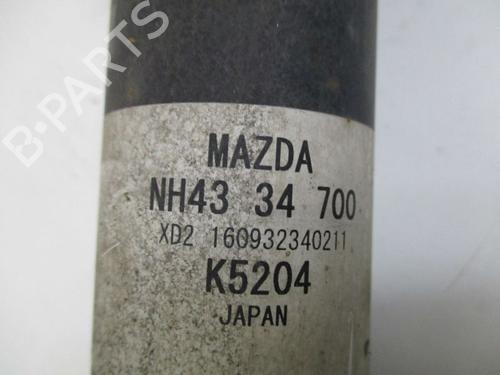 B-PARTS
MAZDA
NH43 34 700
XD2 160932340211
K5204
JAPAN